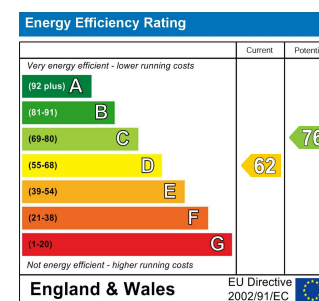 Energy Efficiency Rating
Current Potenti
Very energy efficient - lower running costs
(92 plus) A
(81-91) B
(69-80) C
76
(55-68) D
62
(39-54) E
(21-38) F
(1-20) G
Not energy efficient - higher running costs
England & Wales
EU Directive
2002/91/EC